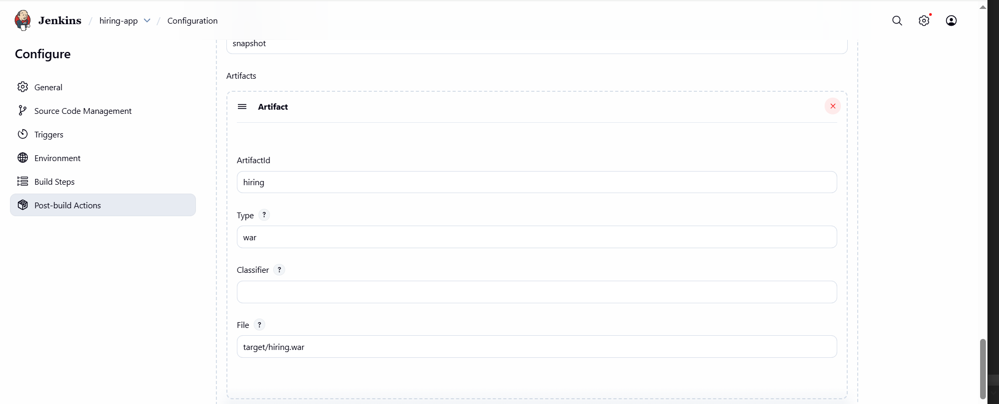 Jenkins / hiring-app / Configuration
Configure
General
Source Code Management
Triggers
Environment
Build Steps
Post-build Actions
snapshot
Artifacts
Artifact
ArtifactId
hiring
Type ?
war
Classifier ?
File ?
target/hiring.war